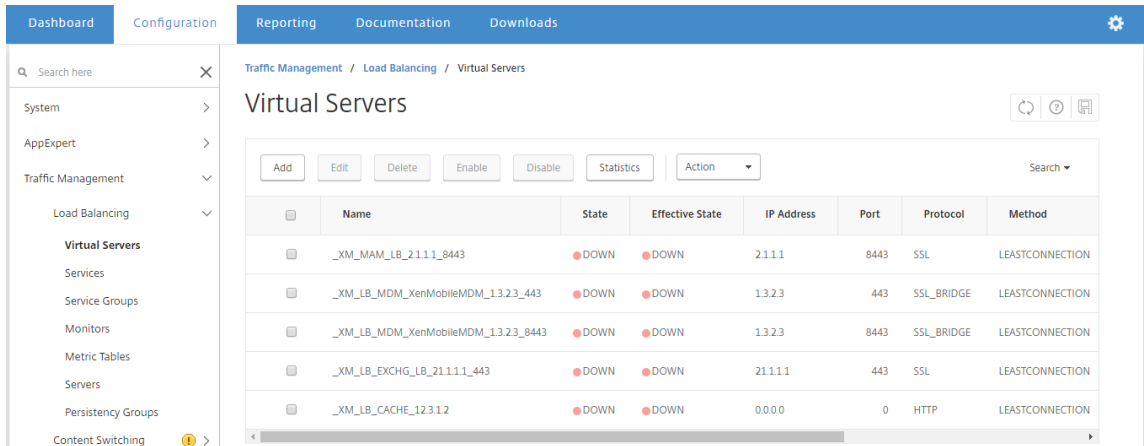 Dashboard Configuration Reporting Documentation Downloads
Search here
System
AppExpert
Traffic Management
Load Balancing
Virtual Servers
Services
Service Groups
Monitors
Metric Tables
Servers
Persistency Groups
Content Switching
Traffic Management / Load Balancing / Virtual Servers
Virtual Servers
Add Edit Delete Enable Disable Statistics Action Search
Name State Effective State IP Address Port Protocol Method
_XM_MAM_LB_2.1.1.1_8443 DOWN DOWN 2.1.1.1 8443 SSL LEASTCONNECTION
_XM_LB_MDM_XenMobileMDM_1.3.2.3_443 DOWN DOWN 1.3.2.3 443 SSL_BRIDGE LEASTCONNECTION
_XM_LB_MDM_XenMobileMDM_1.3.2.3_8443 DOWN DOWN 1.3.2.3 8443 SSL_BRIDGE LEASTCONNECTION
_XM_LB_EXCHG_LB_21.1.1.1_443 DOWN DOWN 21.1.1.1 443 SSL LEASTCONNECTION
_XM_LB_CACHE_12.3.1.2 DOWN DOWN 0.0.0.0 0 HTTP LEASTCONNECTION